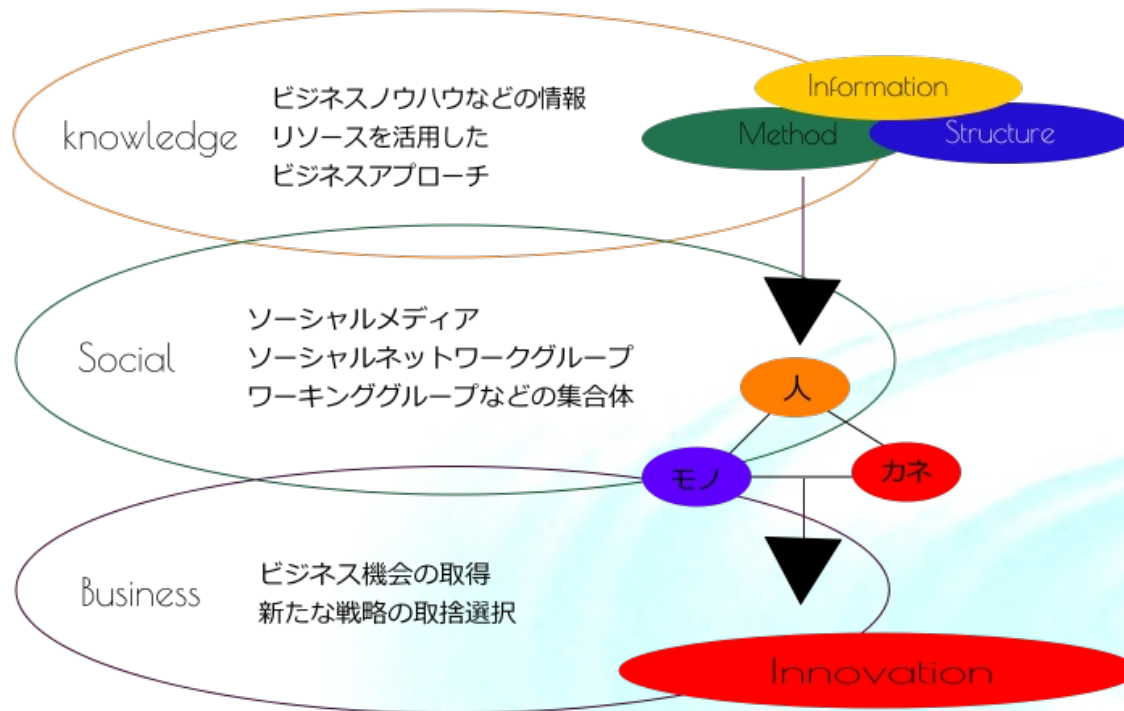 knowledge
ビジネスノウハウなどの情報
リソースを活用した
ビジネスアプローチ
Information
Method
Structure
Social
ソーシャルメディア
ソーシャルネットワークグループ
ワーキンググループなどの集合体
人
モノ
カネ
Business
ビジネス機会の取得
新たな戦略の取捨選択
Innovation